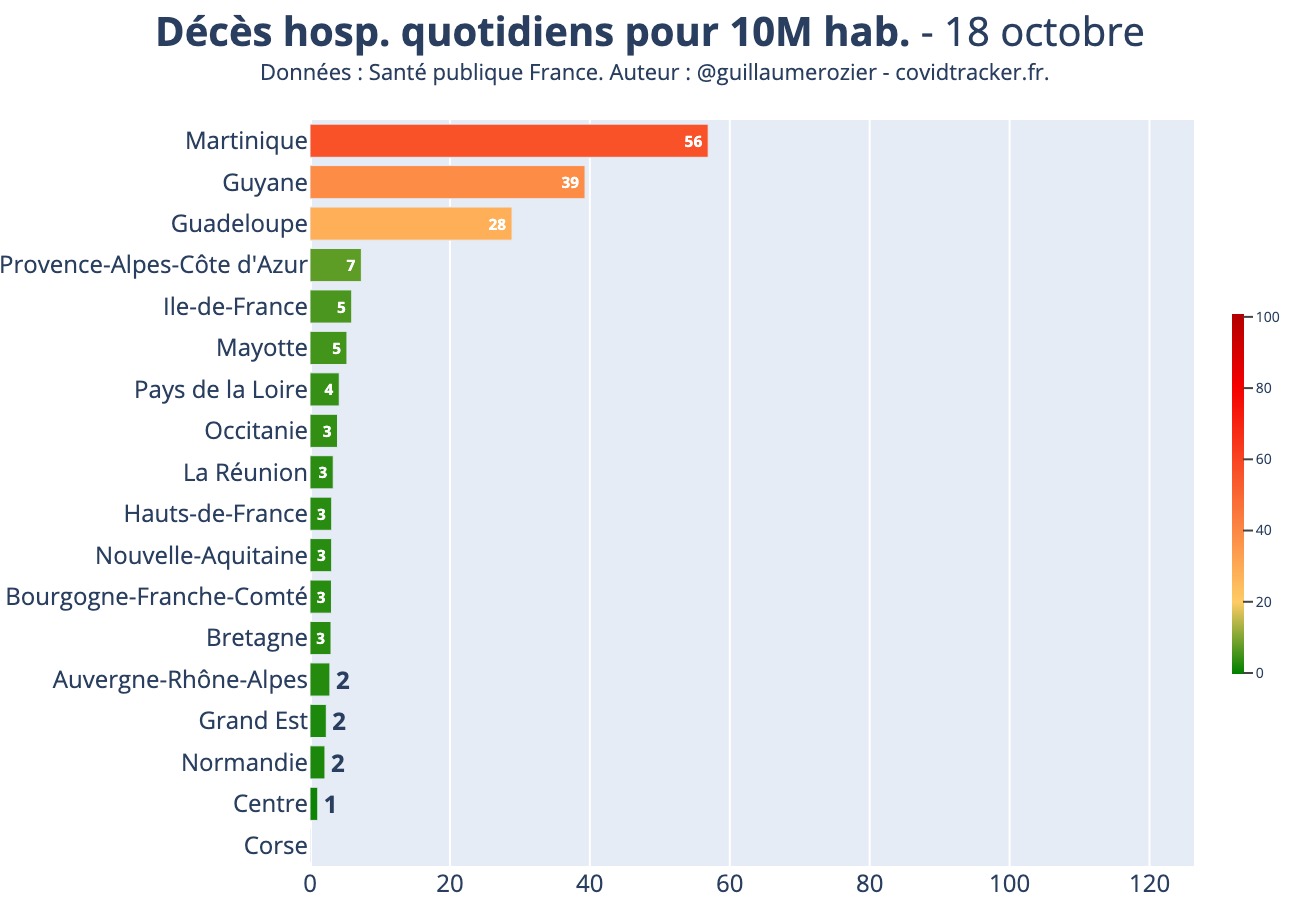 Décès hosp. quotidiens pour 10M hab. - 18 octobre
Données : Santé publique France. Auteur : @guillaumerozier - covidtracker.fr.
Martinique 56
Guyane 39
Guadeloupe 28
Provence-Alpes-Côte d'Azur 7
Ile-de-France 5
Mayotte 5
Pays de la Loire 4
Occitanie 3
La Réunion 3
Hauts-de-France 3
Nouvelle-Aquitaine 3
Bourgogne-Franche-Comté 3
Bretagne 3
Auvergne-Rhône-Alpes 2
Grand Est 2
Normandie 2
Centre 1
Corse
0 20 40 60 80 100 120
100
80
60
40
20
0